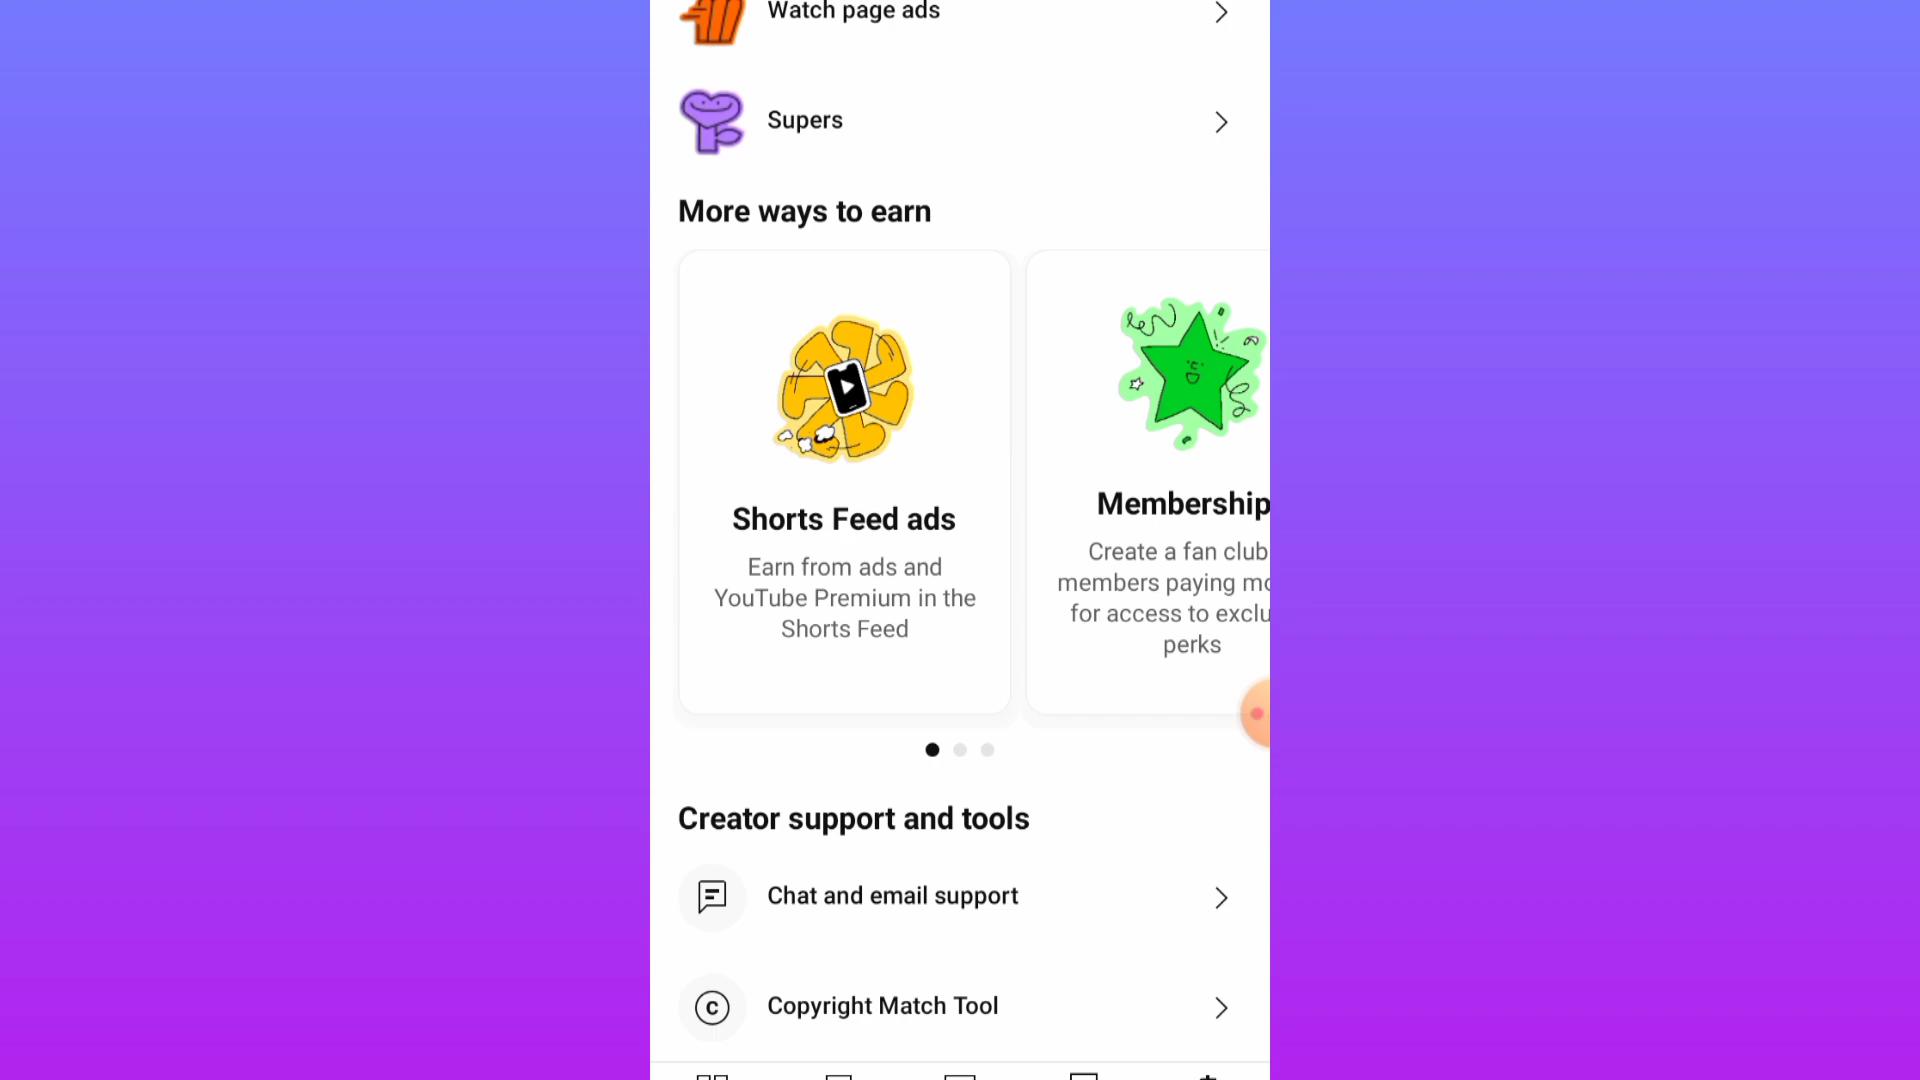 Watch page ads
Supers
More ways to earn
Shorts Feed ads
Earn from ads and
YouTube Premium in the
Shorts Feed
Membership
Create a fan club
members paying mo
for access to exclu
perks
Creator support and tools
Chat and email support
Copyright Match Tool